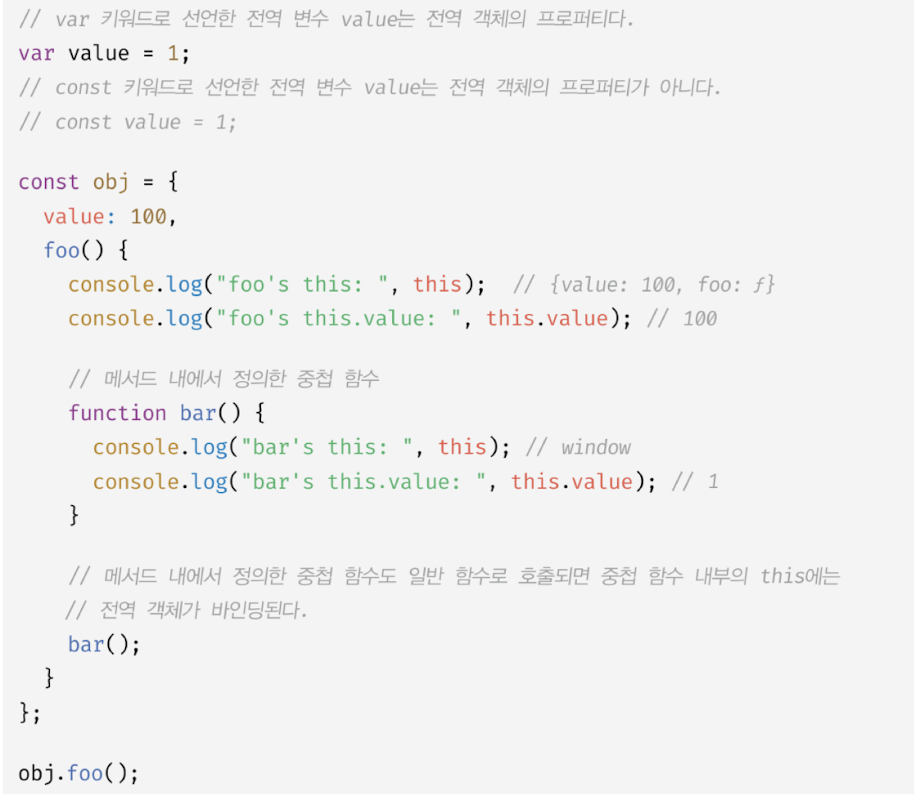 // var 키워드로 선언한 전역 변수 value는 전역 객체의 프로퍼티다.
var value = 1;
// const 키워드로 선언한 전역 변수 value는 전역 객체의 프로퍼티가 아니다.
// const value = 1;
const obj = {
value: 100,
foo() {
console.log("foo's this: ", this); // {value: 100, foo: ƒ}
console.log("foo's this.value: ", this.value); // 100
// 메서드 내에서 정의한 중첩 함수
function bar() {
console.log("bar's this: ", this); // window
console.log("bar's this.value: ", this.value); // 1
}
// 메서드 내에서 정의한 중첩 함수도 일반 함수로 호출되면 중첩 함수 내부의 this에는
// 전역 객체가 바인딩된다.
bar();
}
};
obj.foo();